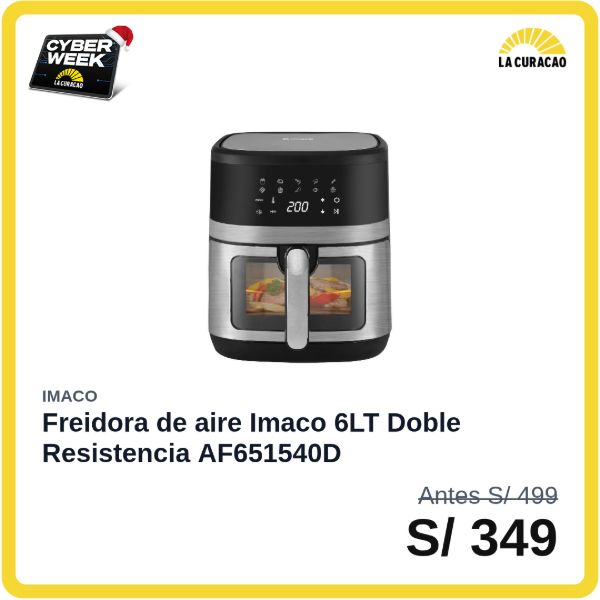 CYBER
WEEK
LA CURACAO
LA CURACAO
200
IMACO
Freidora de aire Imaco 6LT Doble
Resistencia AF651540D
Antes S/ 499
S/ 349